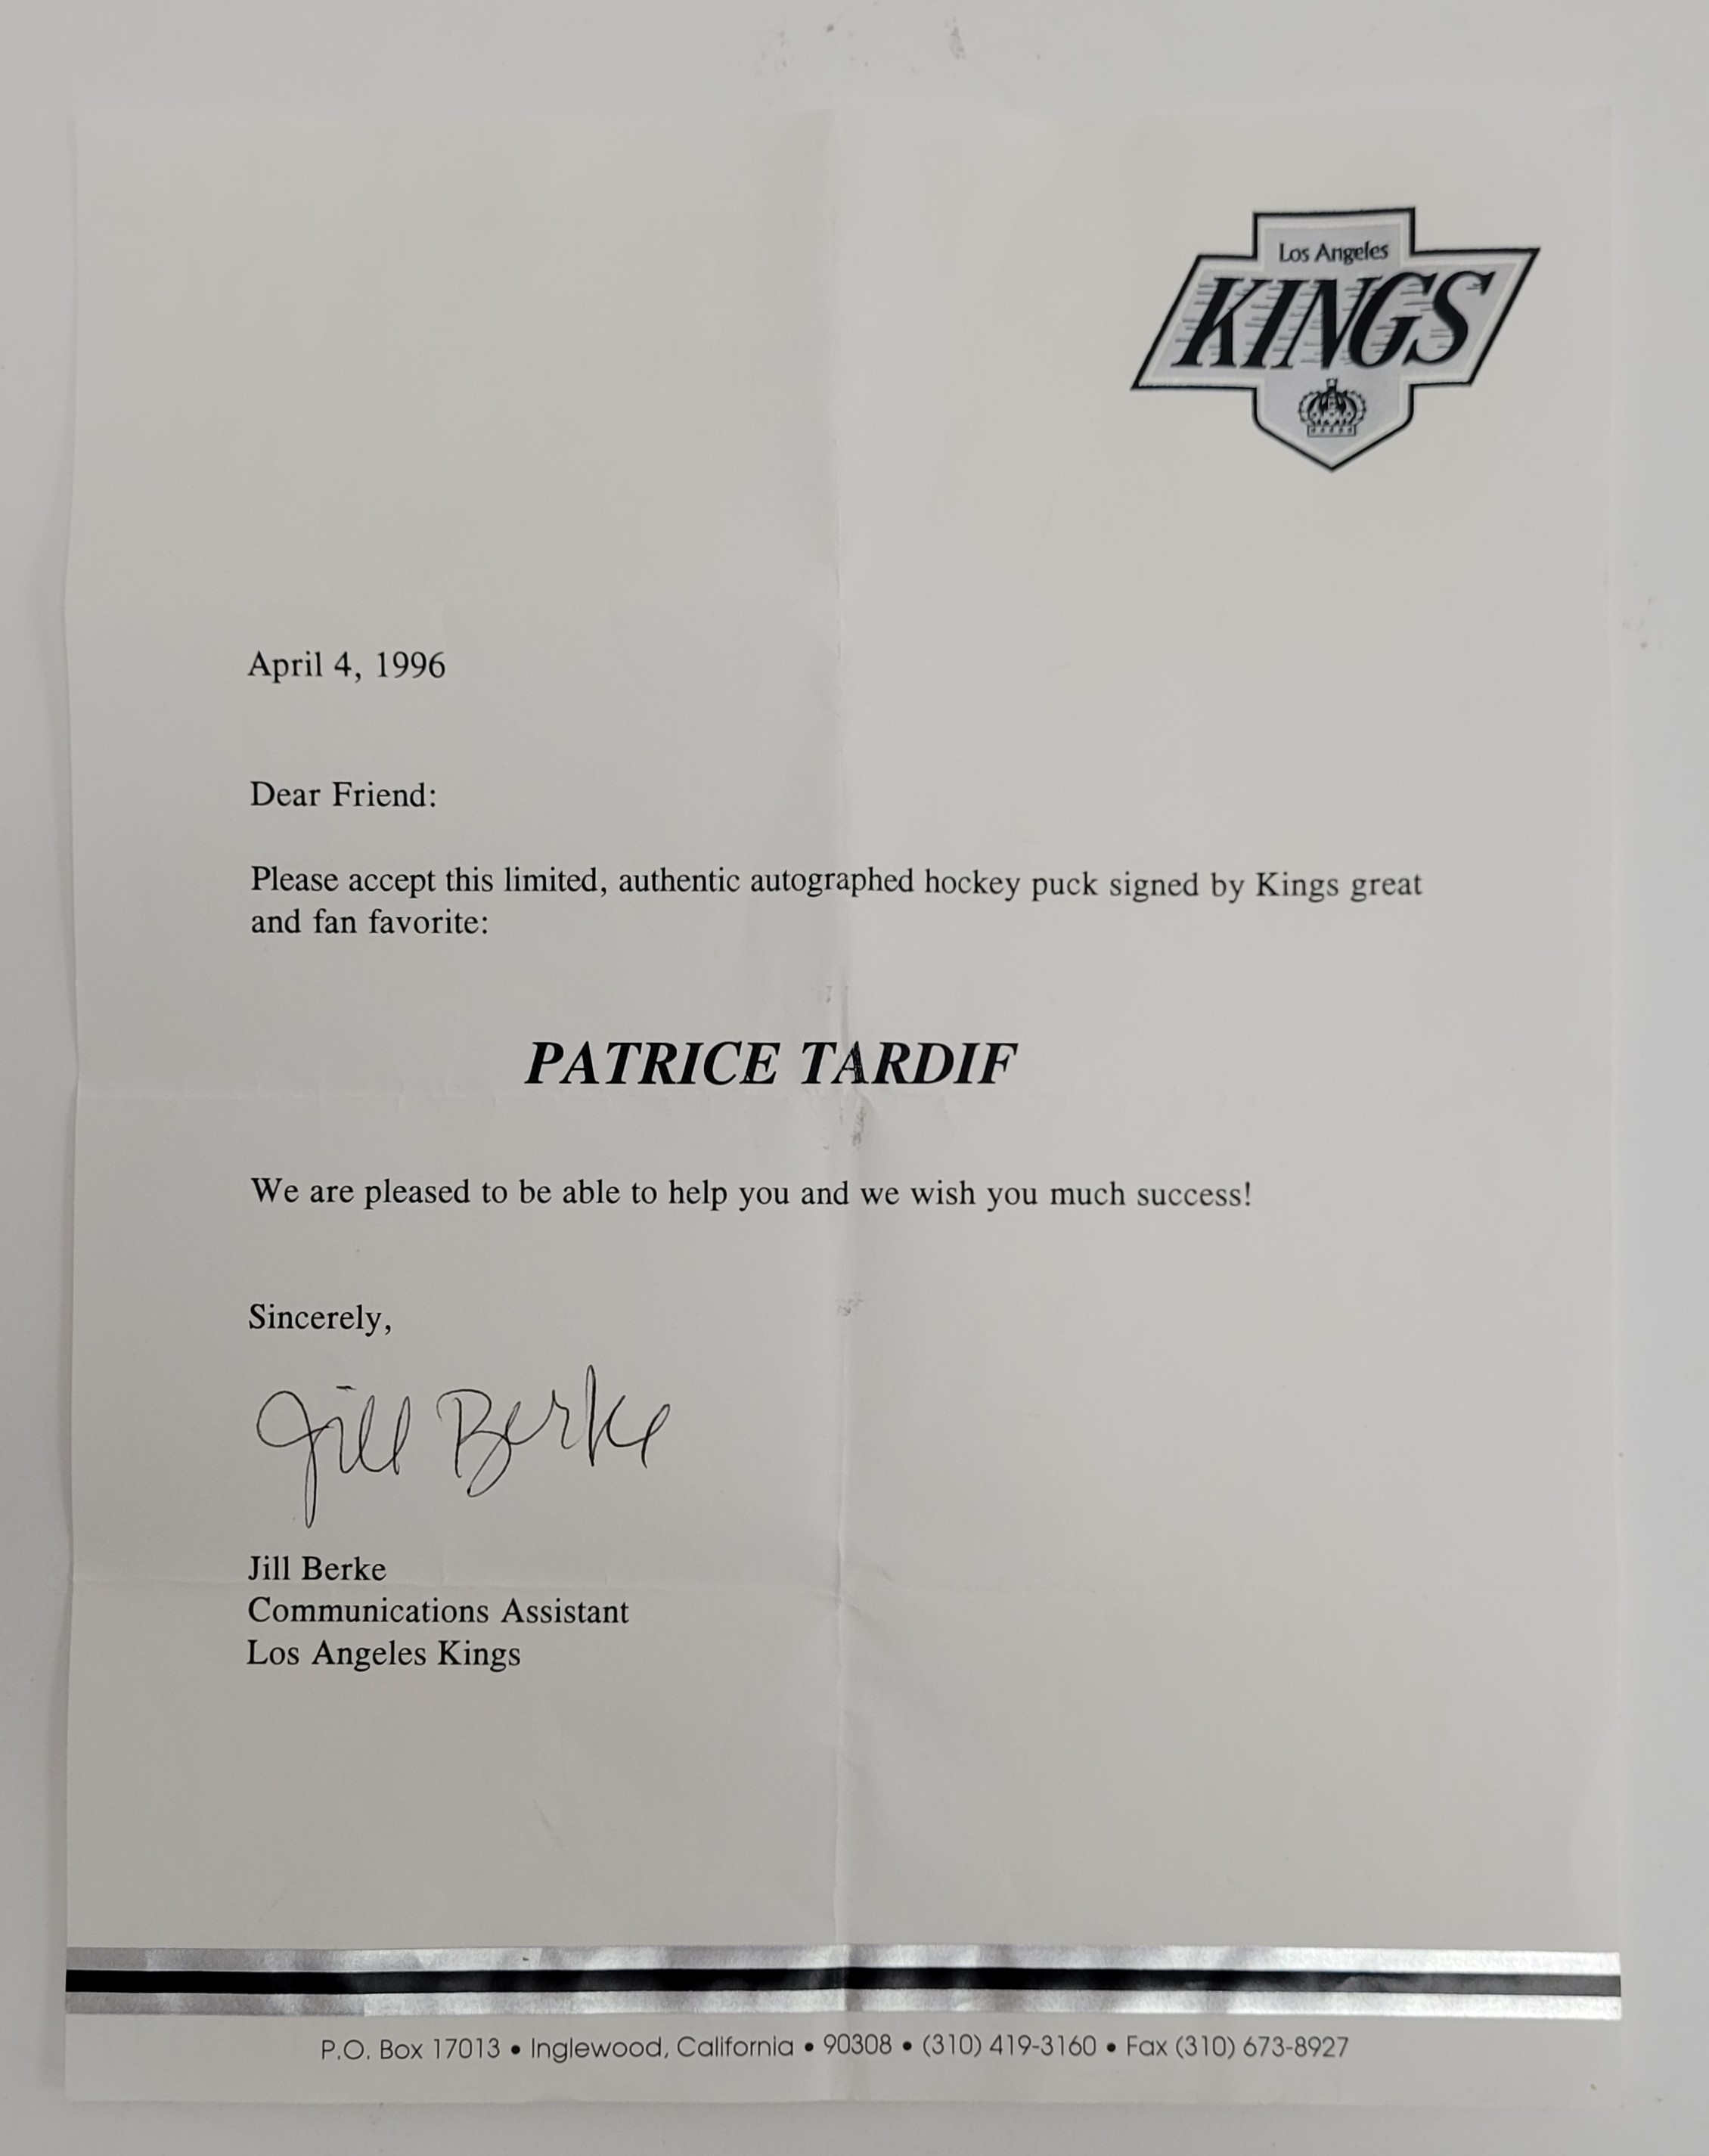 Los Angeles
KINGS
April 4, 1996
Dear Friend:
Please accept this limited, authentic autographed hockey puck signed by Kings great
and fan favorite:
PATRICE TARDIF
We are pleased to be able to help you and we wish you much success!
Sincerely,
Jill Berke
Jill Berke
Communications Assistant
Los Angeles Kings
P.O. Box 17013 • Inglewood, California • 90308 • (310) 419-3160 • Fax (310) 673-8927